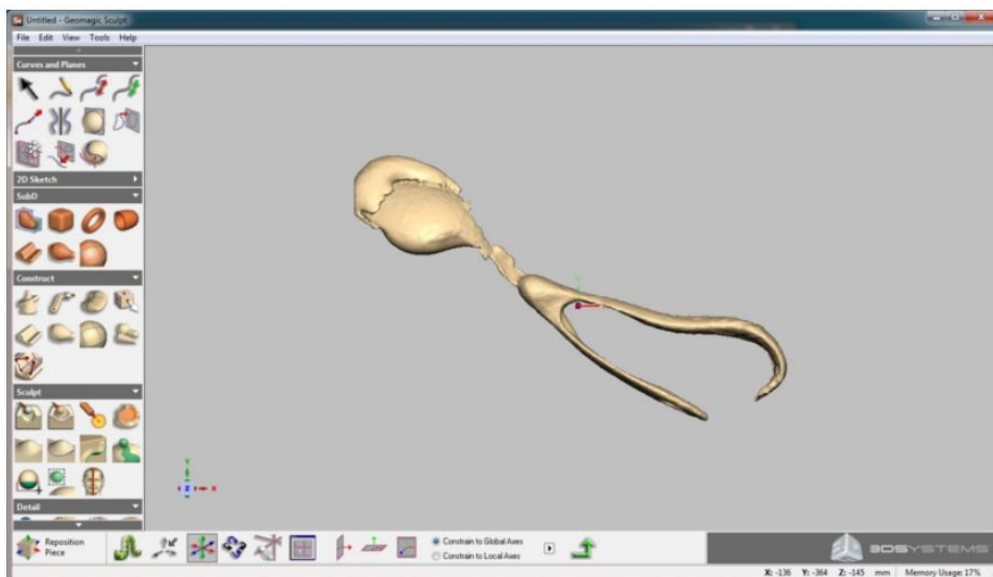 Untitled - Geomagic Sculpt
File Edit View Tools Help
Curves and Planes
2D Sketch
SubD
Construct
Sculpt
Detail
Y
Y
Z
X
Reposition
Piece
Constrain to Global Axes
Constrain to Local Axes
3DSYSTEMS
X: -136 Y: -364 Z: -145 mm Memory Usage: 17%